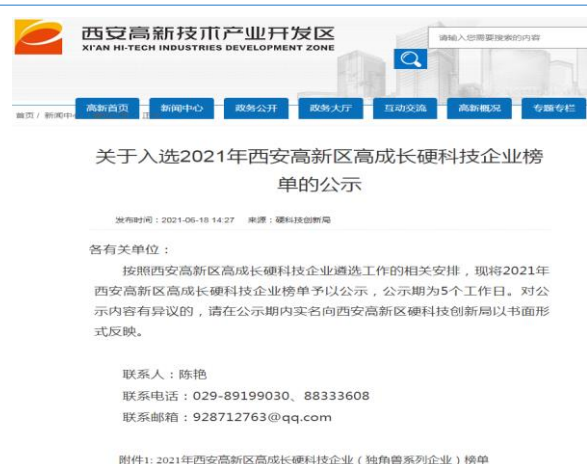 西安高新技术产业开发区
XI'AN HI-TECH INDUSTRIES DEVELOPMENT ZONE
请输入您需要搜索的内容
高新首页 新闻中心 政务公开 政务大厅 互动交流 高新概况 专题专栏
首页 / 新闻中
关于入选2021年西安高新区高成长硬科技企业榜
单的公示
发布时间：2021-06-18 14:27 来源：硬科技创新局
各有关单位：
按照西安高新区高成长硬科技企业遴选工作的相关安排，现将2021年
西安高新区高成长硬科技企业榜单予以公示，公示期为5个工作日。对公
示内容有异议的，请在公示期内实名向西安高新区硬科技创新局以书面形
式反映。
联系人：陈艳
联系电话：029-89199030、88333608
联系邮箱：928712763@qq.com
附件1: 2021年西安高新区高成长硬科技企业（独角兽系列企业）榜单